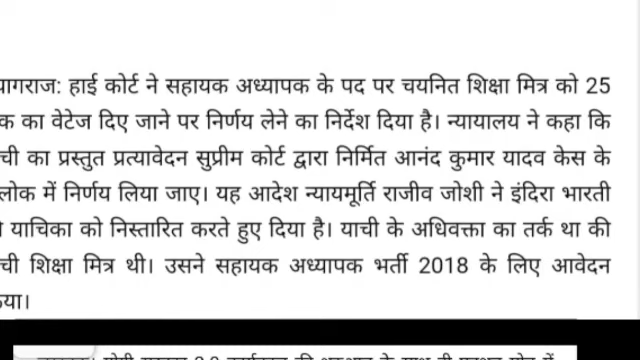 यागराज: हाई कोर्ट ने सहायक अध्यापक के पद पर चयनित शिक्षा मित्र को 25
क का वेटेज दिए जाने पर निर्णय लेने का निर्देश दिया है। न्यायालय ने कहा कि
ची का प्रस्तुत प्रत्यावेदन सुप्रीम कोर्ट द्वारा निर्मित आनंद कुमार यादव केस के
लोक में निर्णय लिया जाए। यह आदेश न्यायमूर्ति राजीव जोशी ने इंदिरा भारती
याचिका को निस्तारित करते हुए दिया है। याची के अधिवक्ता का तर्क था की
ची शिक्षा मित्र थी। उसने सहायक अध्यापक भर्ती 2018 के लिए आवेदन
या।